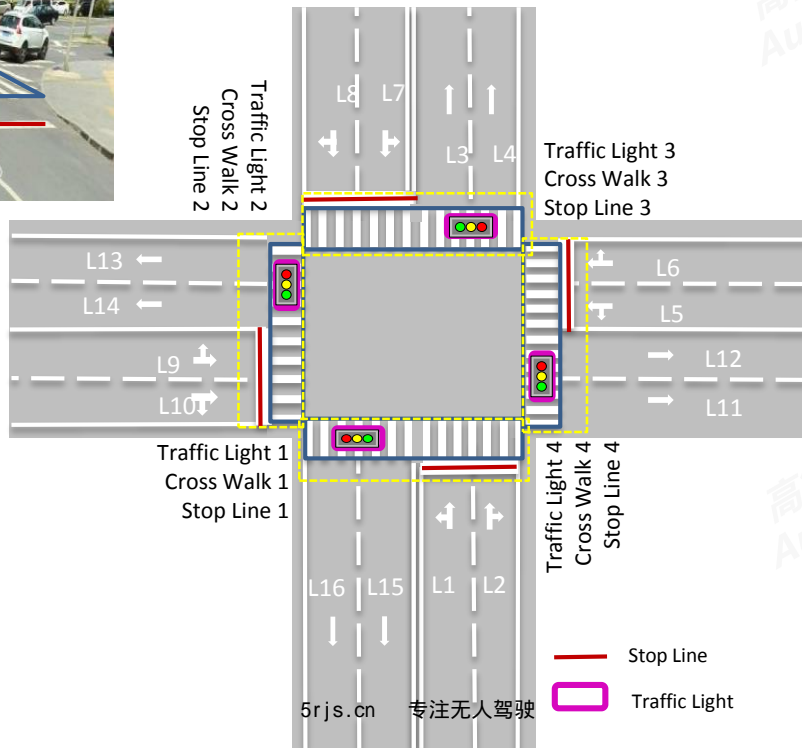 Traffic Light 2
Cross Walk 2
Stop Line 2
L8 L7
L3 L4
Traffic Light 3
Cross Walk 3
Stop Line 3
L13
L14
L9
L10
L6
L5
L12
L11
Traffic Light 1
Cross Walk 1
Stop Line 1
Traffic Light 4
Cross Walk 4
Stop Line 4
L16 L15 L1 L2
Stop Line
Traffic Light
5rjs.cn 专注无人驾驶